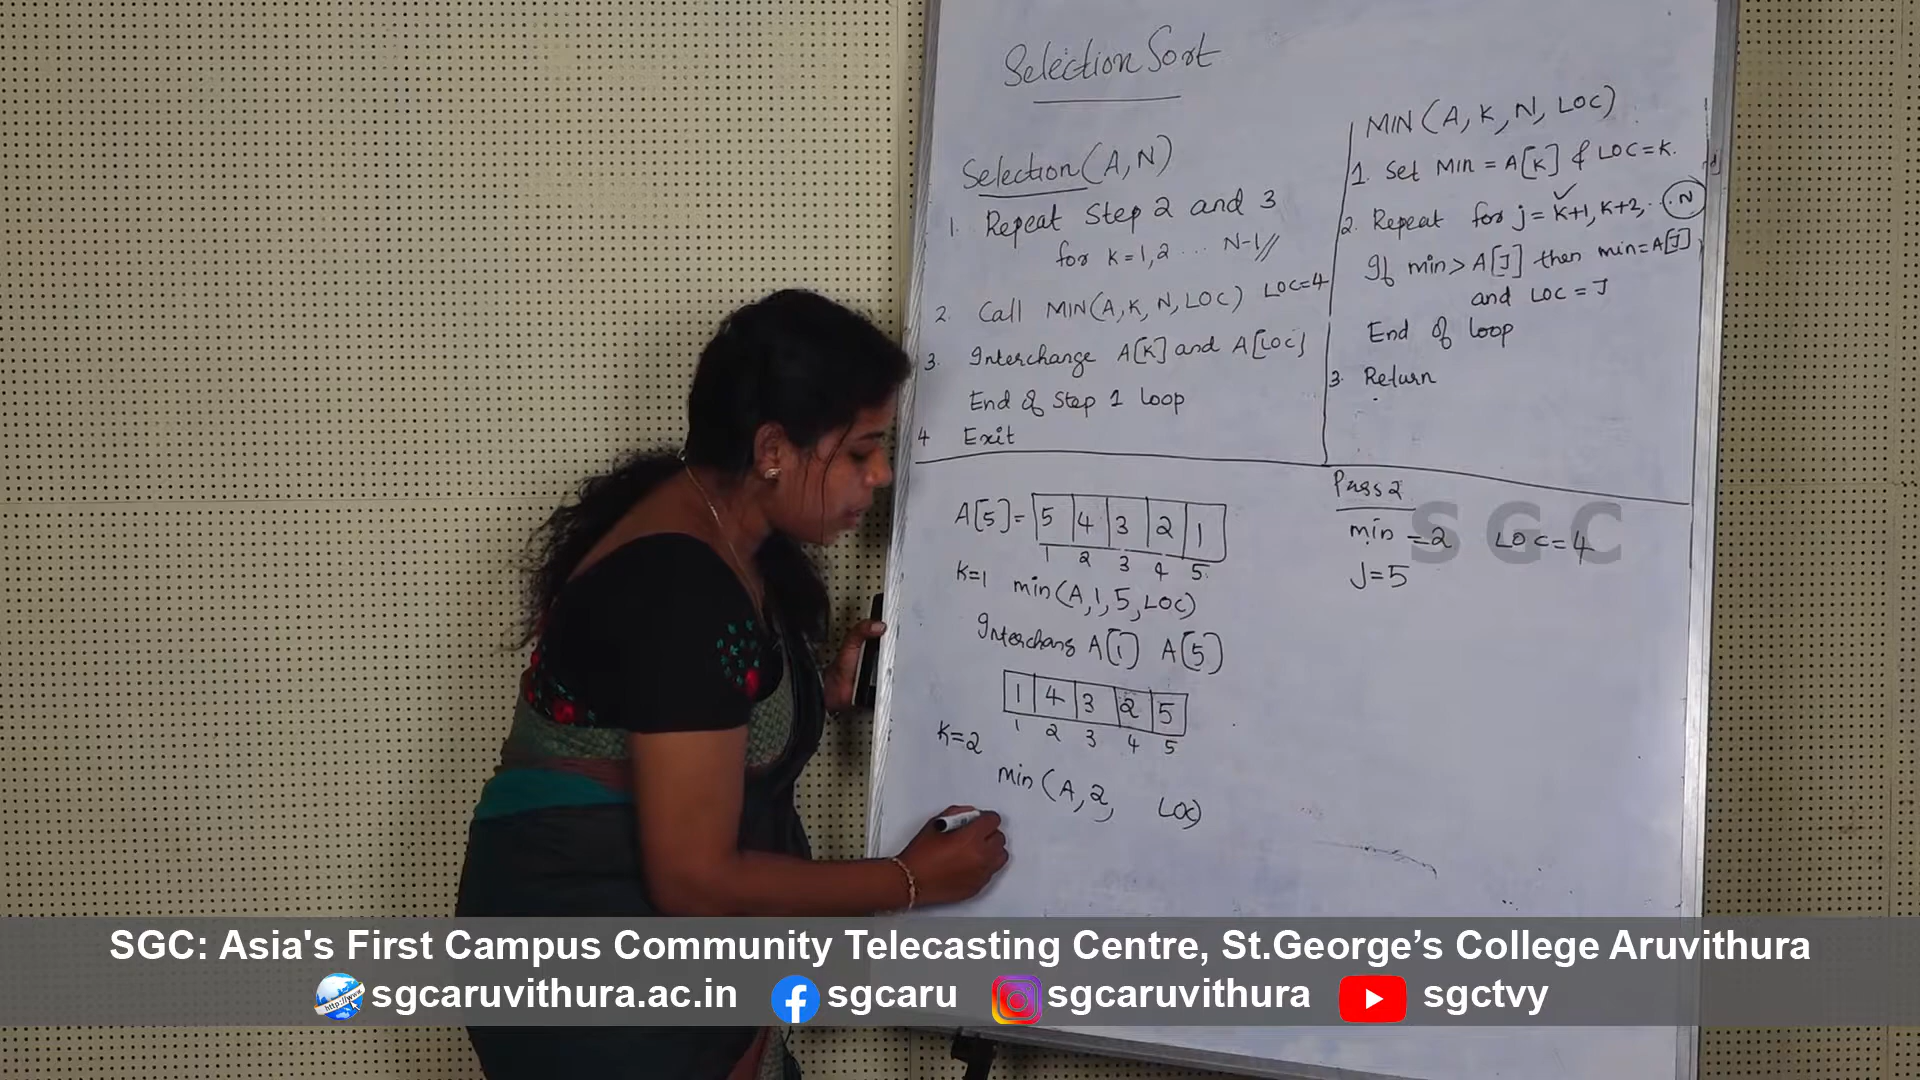 Selection Sort
Selection(A,N)
1. Repeat Step 2 and 3
for k=1,2 ... N-1//
2. Call MIN(A,K,N,LOC) LOC=4
3. Interchange A[K] and A[LOC]
End of Step 1 loop
4 Exit
MIN(A,K,N,LOC)
1. Set Min = A[K] & LOC=K.
2. Repeat for j= K+1, K+2,...N
If min> A[J] then min=A[J]
and LOC = J
End of loop
3. Return
A[5]= 5 4 3 2 1
1 2 3 4 5
K=1 min(A,1,5,LOC)
Interchang A[1] A[5]
1 4 3 2 5
1 2 3 4 5
K=2
min(A,2, LOC)
Pass 2
min =2 LOC=4
J=5
SGC
SGC: Asia's First Campus Community Telecasting Centre, St.George’s College Aruvithura
http://www sgcaruvithura.ac.in sgcaru sgcaruvithura sgctvy